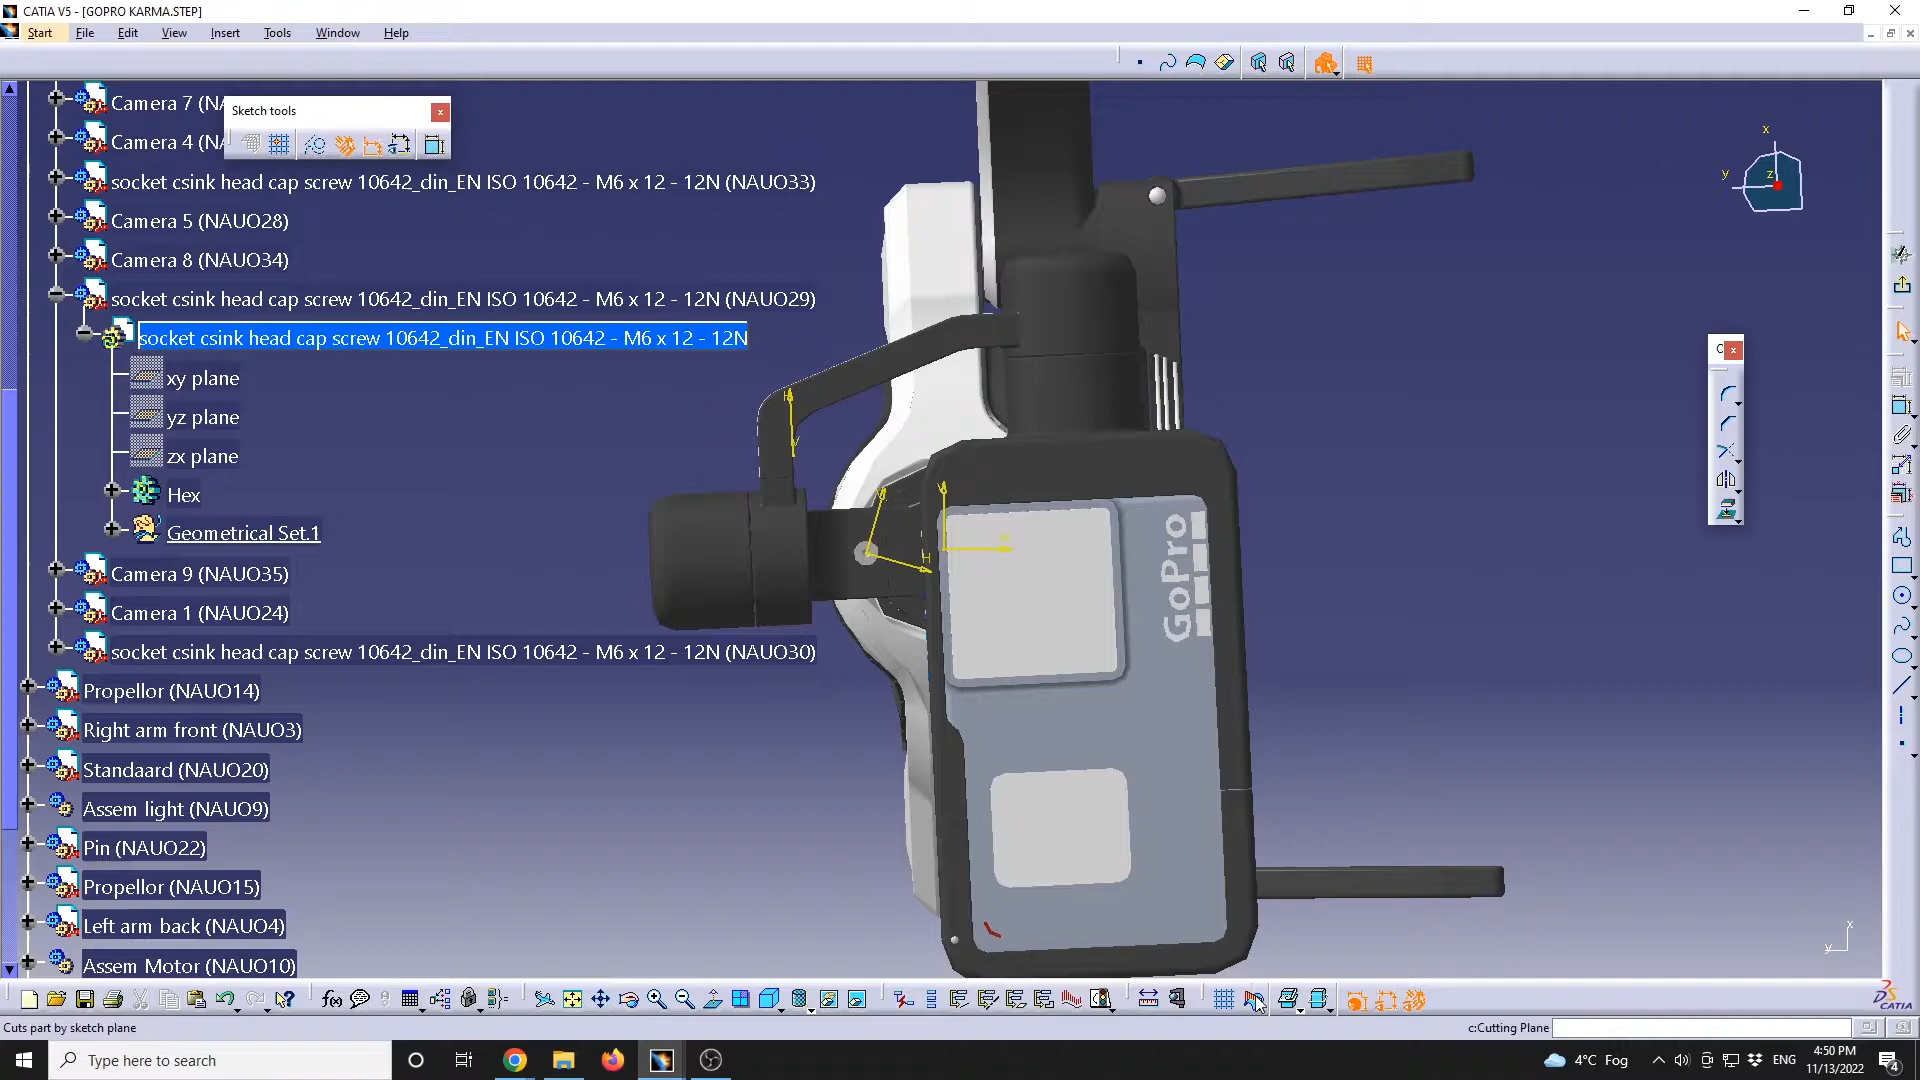 CATIA V5 - [GOPRO KARMA.STEP]
Start File Edit View Insert Tools Window Help
Camera 7 (NA
Sketch tools
Camera 4 (NA
socket csink head cap screw 10642_din_EN ISO 10642 - M6 x 12 - 12N (NAUO33)
Camera 5 (NAUO28)
Camera 8 (NAUO34)
socket csink head cap screw 10642_din_EN ISO 10642 - M6 x 12 - 12N (NAUO29)
socket csink head cap screw 10642_din_EN ISO 10642 - M6 x 12 - 12N
xy plane
yz plane
zx plane
Hex
Geometrical Set.1
Camera 9 (NAUO35)
Camera 1 (NAUO24)
socket csink head cap screw 10642_din_EN ISO 10642 - M6 x 12 - 12N (NAUO30)
Propellor (NAUO14)
Right arm front (NAUO3)
Standaard (NAUO20)
Assem light (NAUO9)
Pin (NAUO22)
Propellor (NAUO15)
Left arm back (NAUO4)
Assem Motor (NAUO10)
GoPro
H
V
V
H
V
x
y
z
x
y
CATIA
Cuts part by sketch plane
c:Cutting Plane
Type here to search
4°C Fog
ENG
4:50 PM
11/13/2022
4